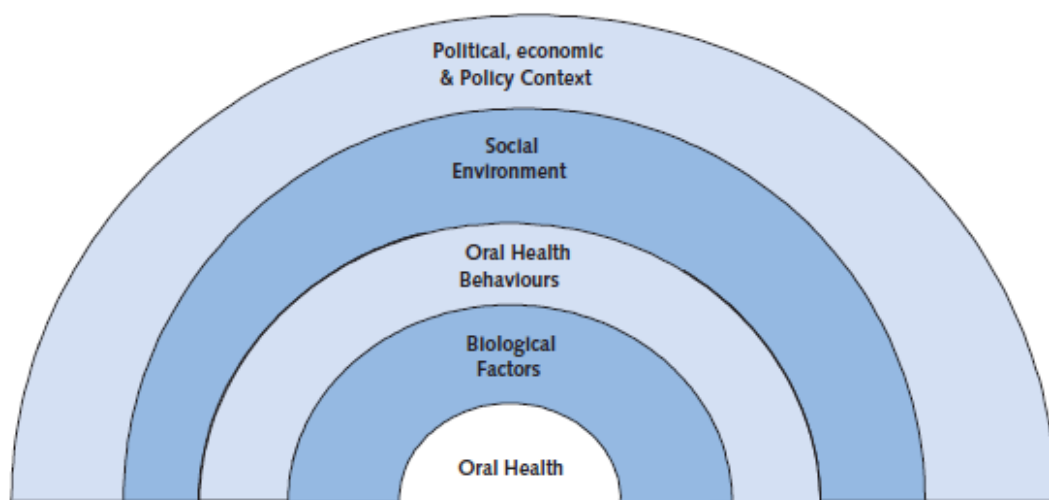 Political, economic
& Policy Context
Social
Environment
Oral Health
Behaviours
Biological
Factors
Oral Health